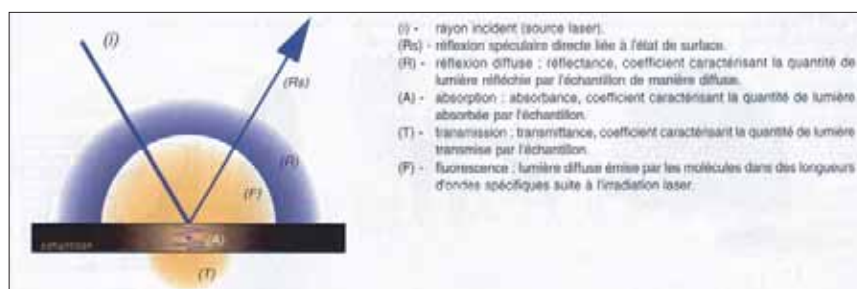 (i)
(Rs)
(R)
(F)
(A)
échantillon
(T)
(i) - rayon incident (source laser).
(Rs) - réflexion spéculaire directe liée à l'état de surface.
(R) - réflexion diffuse : réflectance, coefficient caractérisant la quantité de
lumière réfléchie par l'échantillon de manière diffuse.
(A) - absorption : absorbance, coefficient caractérisant la quantité de lumière
absorbée par l'échantillon.
(T) - transmission : transmittance, coefficient caractérisant la quantité de lumière
transmise par l'échantillon.
(F) - fluorescence : lumière diffuse émise par les molécules dans des longueurs
d'ondes spécifiques suite à l'irradiation laser.